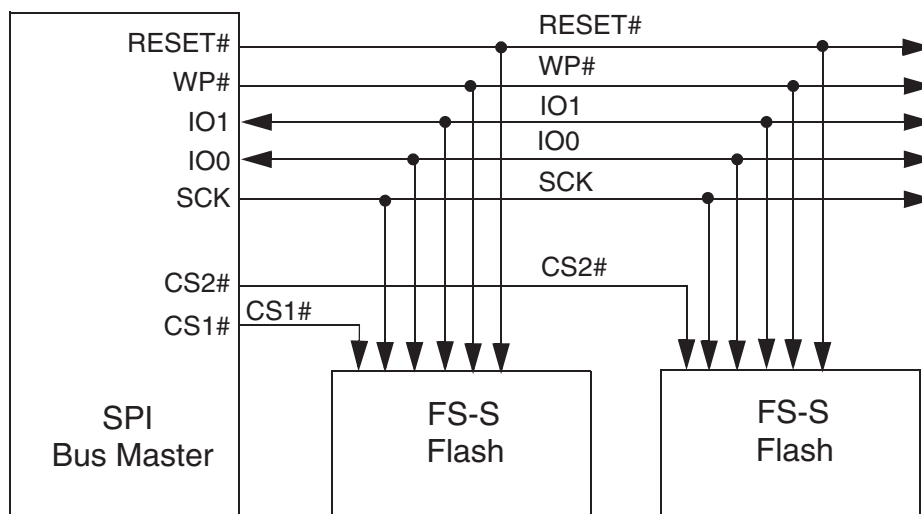 RESET#
RESET#
WP#
WP#
IO1
IO1
IO0
IO0
SCK
SCK
CS2#
CS2#
CS1#
CS1#
SPI
Bus Master
FS-S
Flash
FS-S
Flash